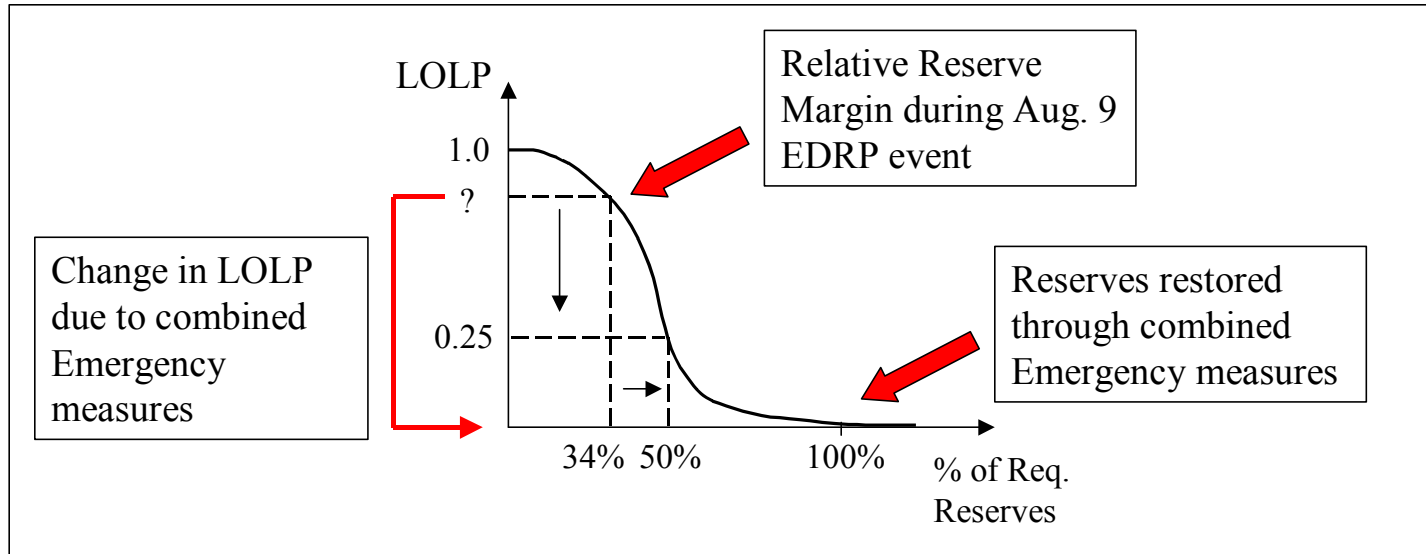 LOLP
1.0
?
0.25
34%
50%
100%
% of Req.
Reserves
Relative Reserve
Margin during Aug. 9
EDRP event
Change in LOLP
due to combined
Emergency
measures
Reserves restored
through combined
Emergency measures